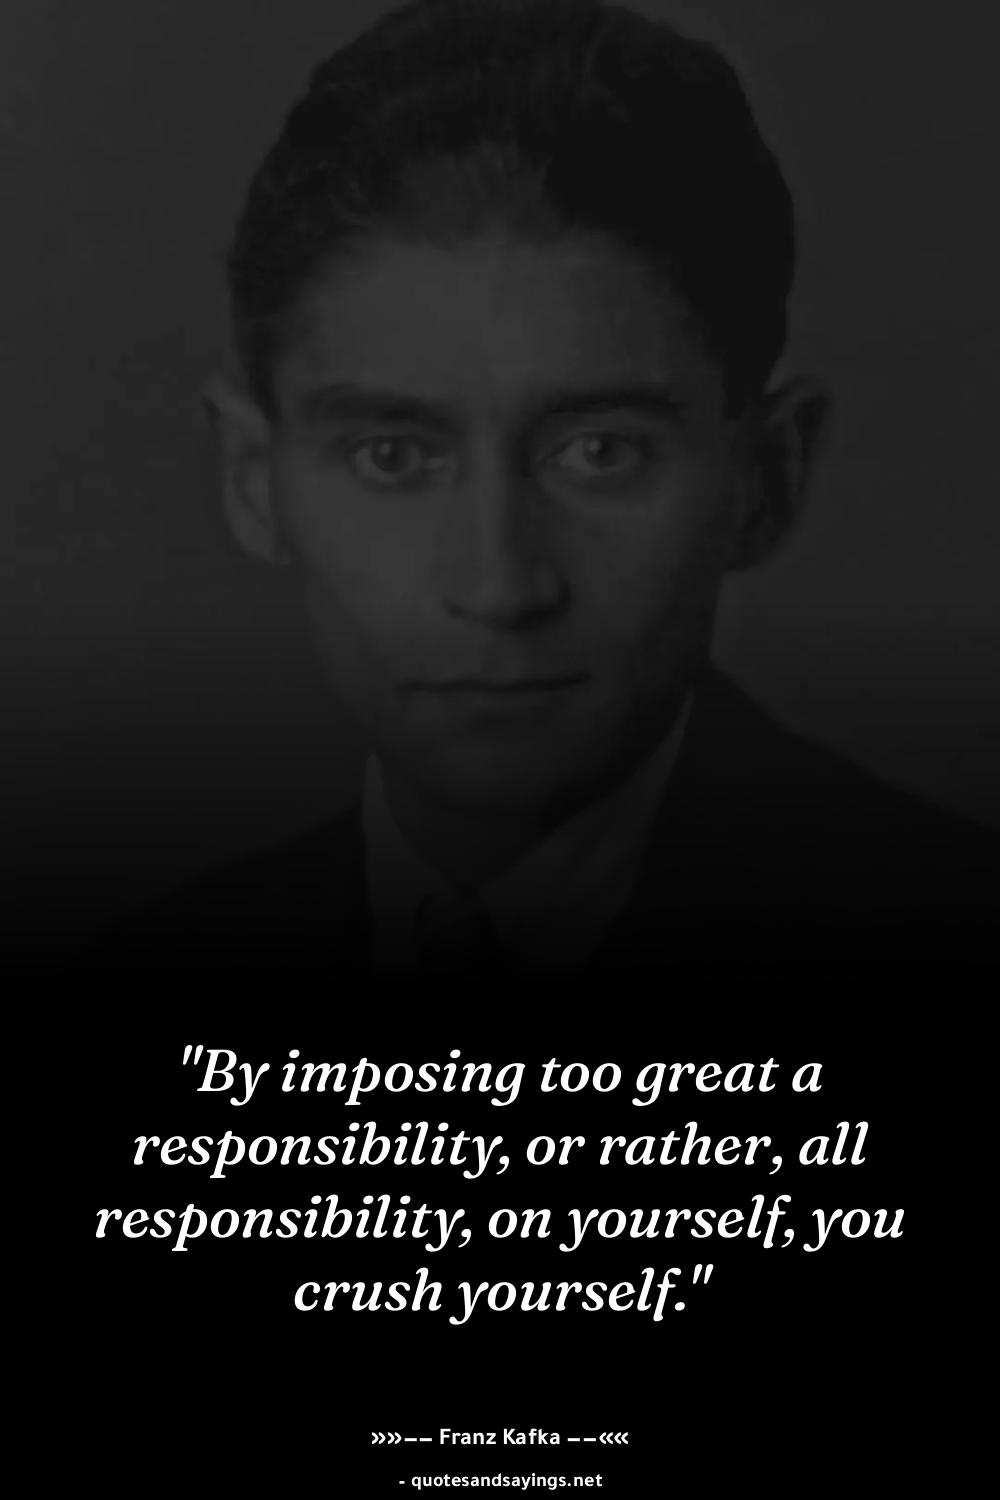 "By imposing too great a
responsibility, or rather, all
responsibility, on yourself, you
crush yourself."
»»−− Franz Kafka −−««
- quotesandsayings.net